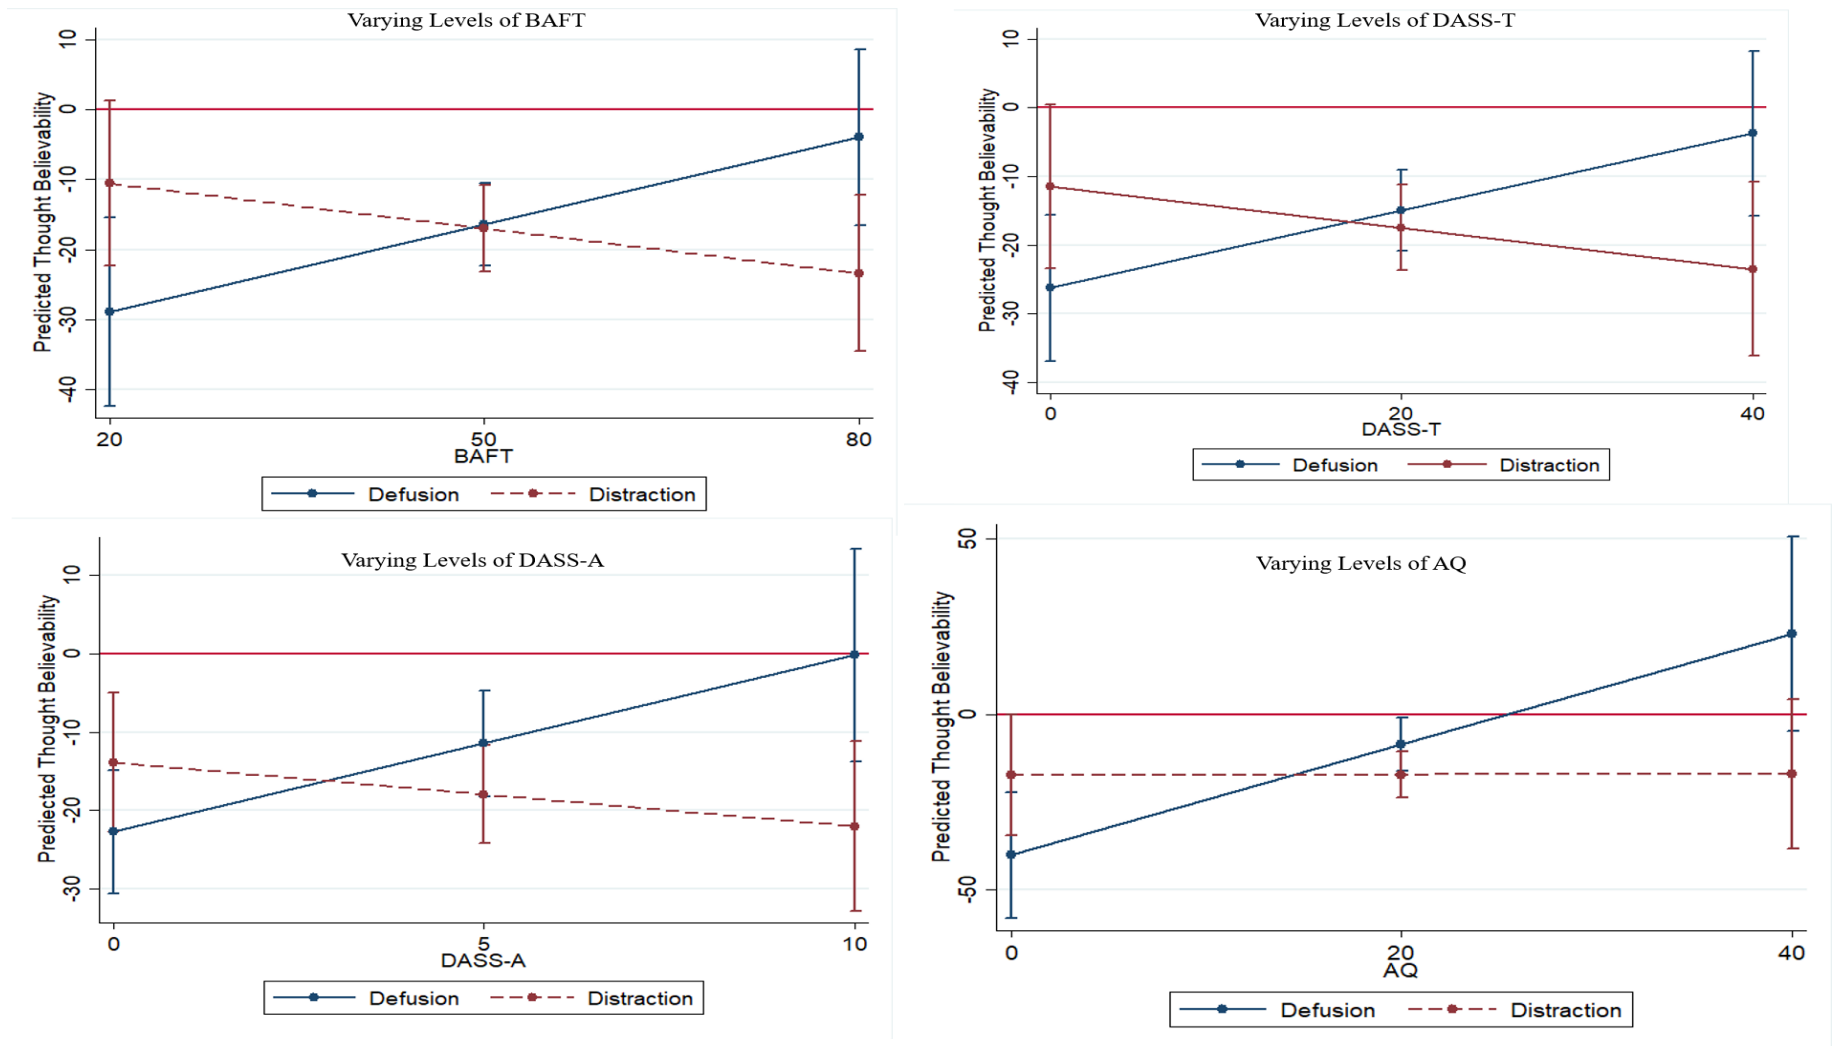 Varying Levels of BAFT
Predicted Thought Believability
10
0
-10
-20
-30
-40
20 50 80
BAFT
Defusion Distraction
Varying Levels of DASS-T
Predicted Thought Believability
10
0
-10
-20
-30
-40
0 20 40
DASS-T
Defusion Distraction
Varying Levels of DASS-A
Prediected Thought Believability
10
0
-10
-20
-30
0 5 10
DASS-A
Defusion Distraction
Varying Levels of AQ
Predicted Thought Believability
50
0
-50
0 20 40
AQ
Defusion Distraction